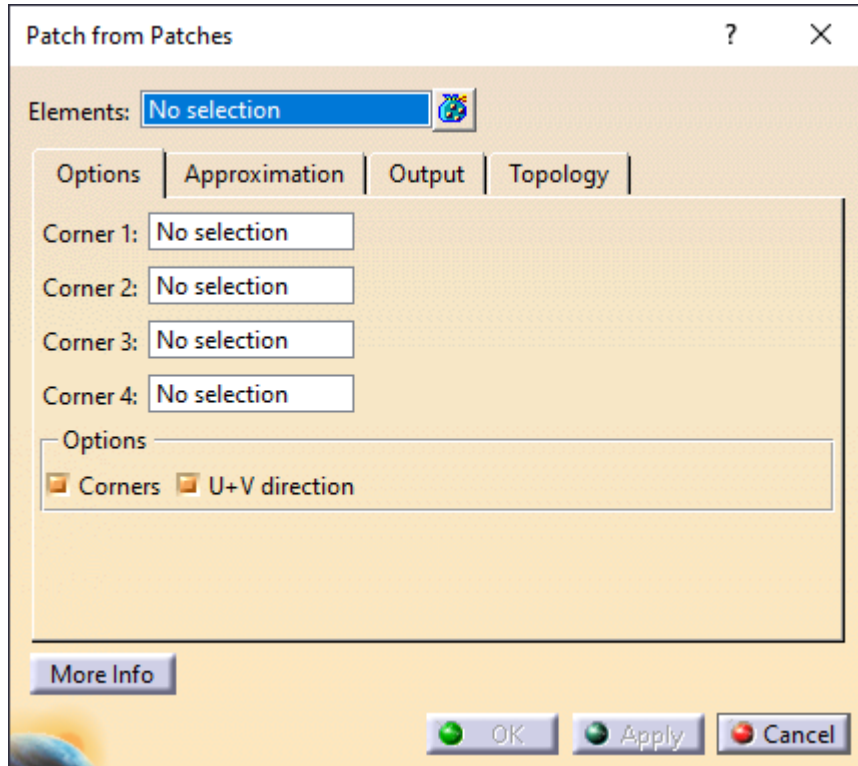 Patch from Patches ?
Elements: No selection
Options Approximation Output Topology
Corner 1: No selection
Corner 2: No selection
Corner 3: No selection
Corner 4: No selection
Options
Corners U+V direction
More Info
OK Apply Cancel